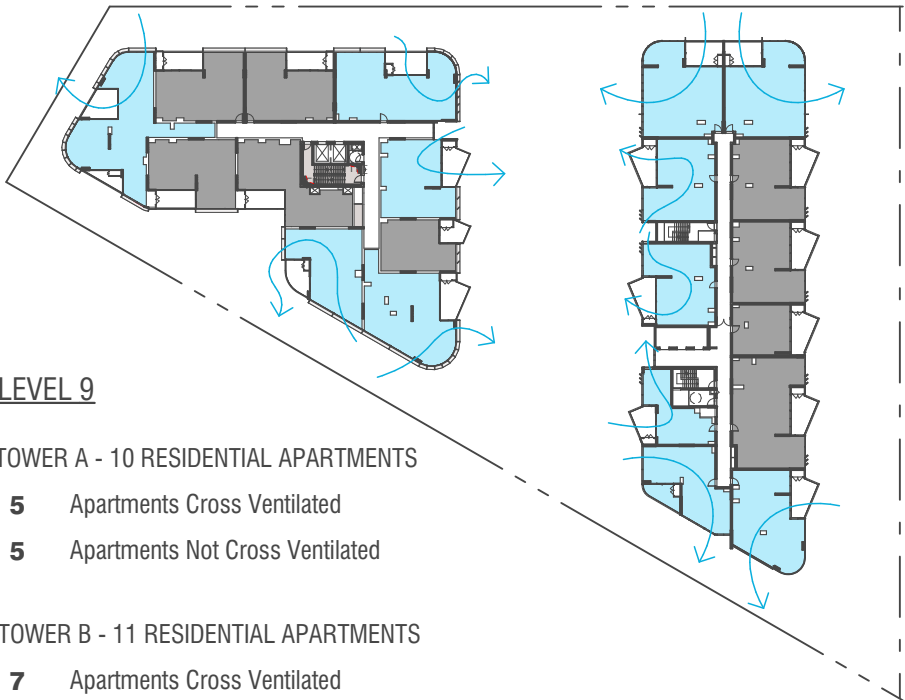 LEVEL 9
TOWER A - 10 RESIDENTIAL APARTMENTS
5 Apartments Cross Ventilated
5 Apartments Not Cross Ventilated
TOWER B - 11 RESIDENTIAL APARTMENTS
7 Apartments Cross Ventilated